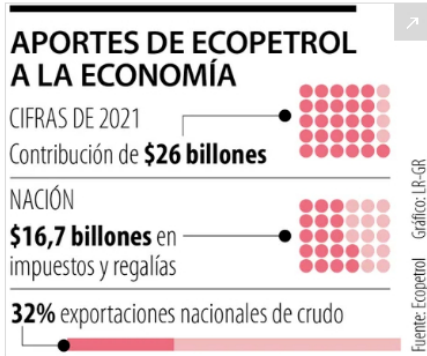 APORTES DE ECOPETROL
A LA ECONOMÍA
CIFRAS DE 2021
Contribución de $26 billones
NACIÓN
$16,7 billones en
impuestos y regalías
32% exportaciones nacionales de crudo
Fuente: Ecopetrol Gráfico: LR-GR